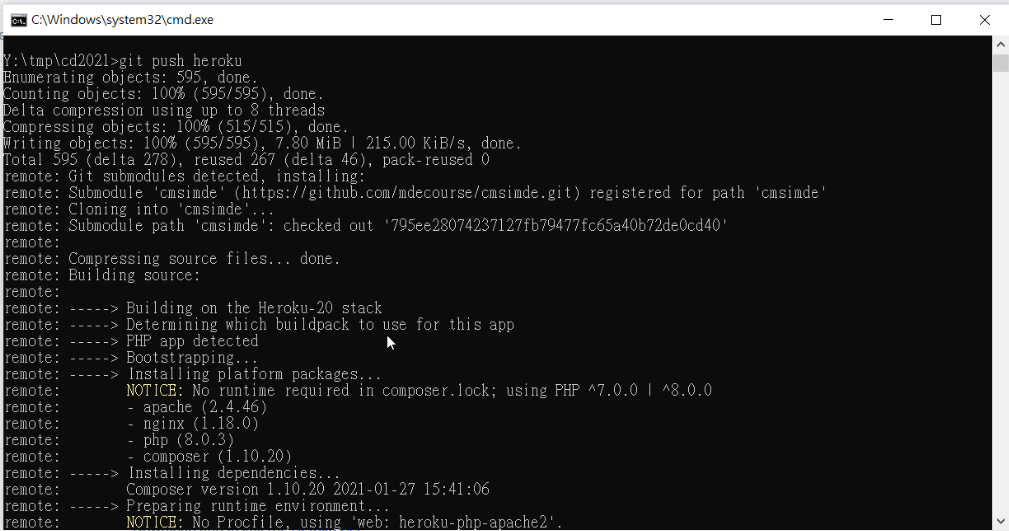 C:\Windows\system32\cmd.exe
Y:\tmp\cd2021>git push heroku
Enumerating objects: 595, done.
Counting objects: 100% (595/595), done.
Delta compression using up to 8 threads
Compressing objects: 100% (515/515), done.
Writing objects: 100% (595/595), 7.80 MiB | 215.00 KiB/s, done.
Total 595 (delta 278), reused 267 (delta 46), pack-reused 0
remote: Git submodules detected, installing:
remote: Submodule 'cmsimde' (https://github.com/mdecourse/cmsimde.git) registered for path 'cmsimde'
remote: Cloning into 'cmsimde'...
remote: Submodule path 'cmsimde': checked out '795ee28074237127fb79477fc65a40b72de0cd40'
remote:
remote: Compressing source files... done.
remote: Building source:
remote:
remote: -----> Building on the Heroku-20 stack
remote: -----> Determining which buildpack to use for this app
remote: -----> PHP app detected
remote: -----> Bootstrapping...
remote: -----> Installing platform packages...
remote:        NOTICE: No runtime required in composer.lock; using PHP ^7.0.0 | ^8.0.0
remote:        - apache (2.4.46)
remote:        - nginx (1.18.0)
remote:        - php (8.0.3)
remote:        - composer (1.10.20)
remote: -----> Installing dependencies...
remote:        Composer version 1.10.20 2021-01-27 15:41:06
remote: -----> Preparing runtime environment...
remote:        NOTICE: No Procfile, using 'web: heroku-php-apache2'.